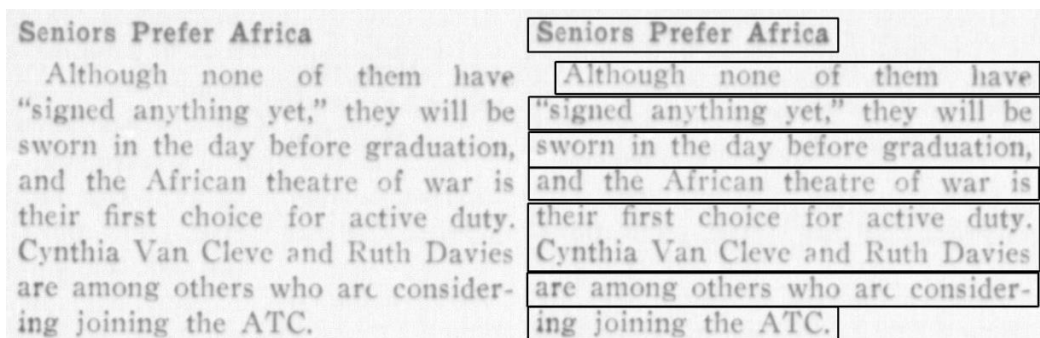 Seniors Prefer Africa
Although none of them have
"signed anything yet," they will be
sworn in the day before graduation,
and the African theatre of war is
their first choice for active duty.
Cynthia Van Cleve and Ruth Davies
are among others who are consider-
ing joining the ATC.
Seniors Prefer Africa
Although none of them have
"signed anything yet," they will be
sworn in the day before graduation,
and the African theatre of war is
their first choice for active duty.
Cynthia Van Cleve and Ruth Davies
are among others who are consider-
ing joining the ATC.